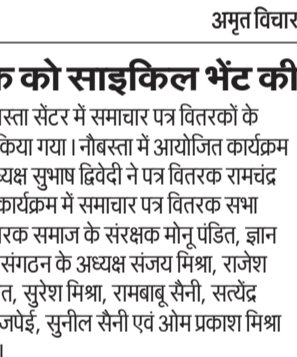 अमृत विचार
क को साइकिल भेंट की
स्ता सेंटर में समाचार पत्र वितरकों के
किया गया। नौबस्ता में आयोजित कार्यक्रम
यक्ष सुभाष द्विवेदी ने पत्र वितरक रामचंद्र
कार्यक्रम में समाचार पत्र वितरक सभा
रक समाज के संरक्षक मोनू पंडित, ज्ञान
संगठन के अध्यक्ष संजय मिश्रा, राजेश
त, सुरेश मिश्रा, रामबाबू सैनी, सत्येंद्र
जपेई, सुनील सैनी एवं ओम प्रकाश मिश्रा
।